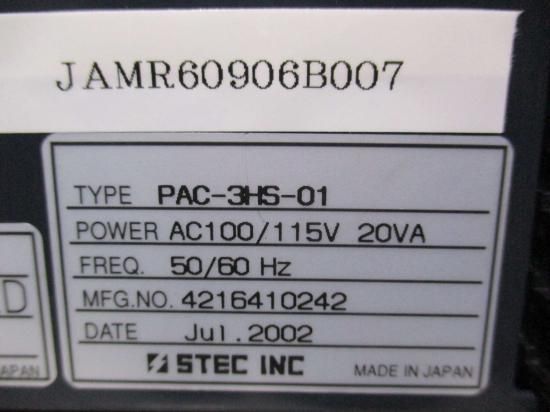 JAMR60906B007
TYPE PAC-3HS-01
POWER AC100/115V 20VA
FREQ. 50/60 Hz
MFG.NO. 4216410242
DATE Jul.2002
STEC INC MADE IN JAPAN
JAPAN